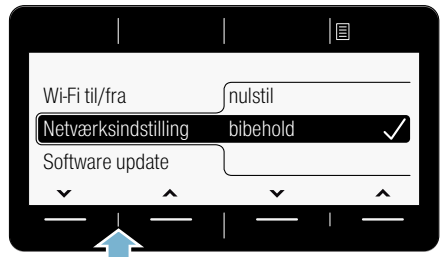 Wi-Fi til/fra nulstil
Netværksindstilling bibehold
Software update